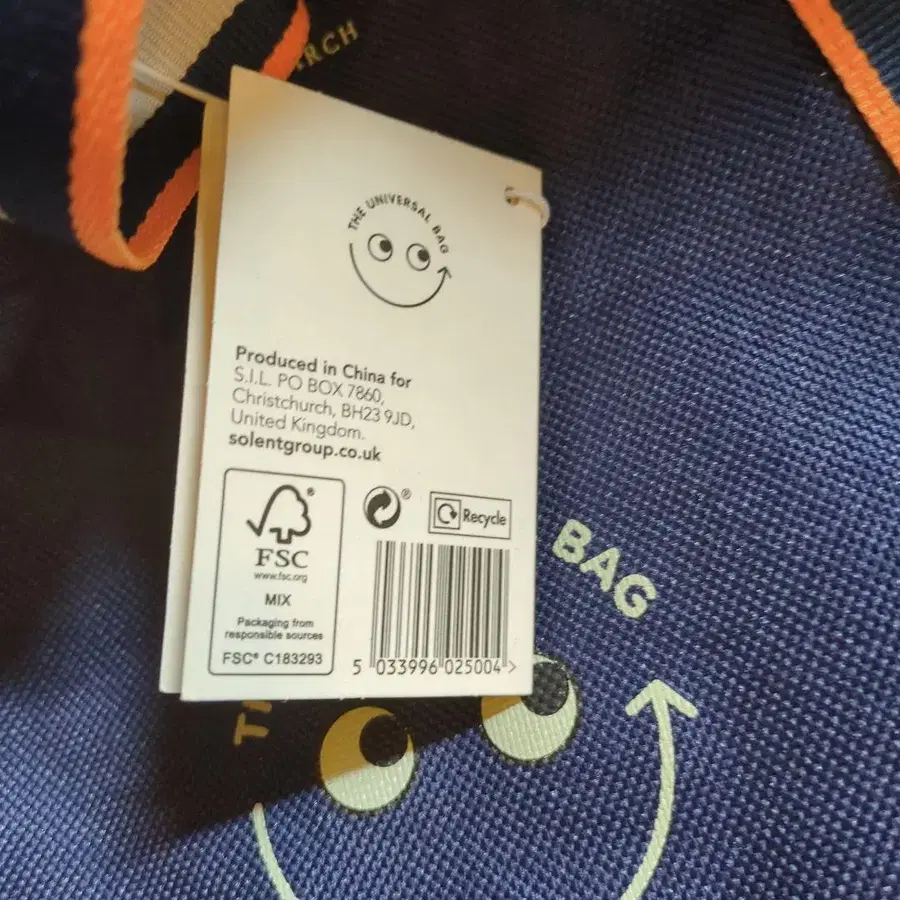 THE UNIVERSAL BAG
Produced in China for
S.I.L. PO BOX 7860,
Christchurch, BH23 9JD,
United Kingdom.
solentgroup.co.uk
®
FSC
www.fsc.org
MIX
Packaging from
responsible sources
FSC® C183293
®
Recycle
5 033996 025004 >
BAG